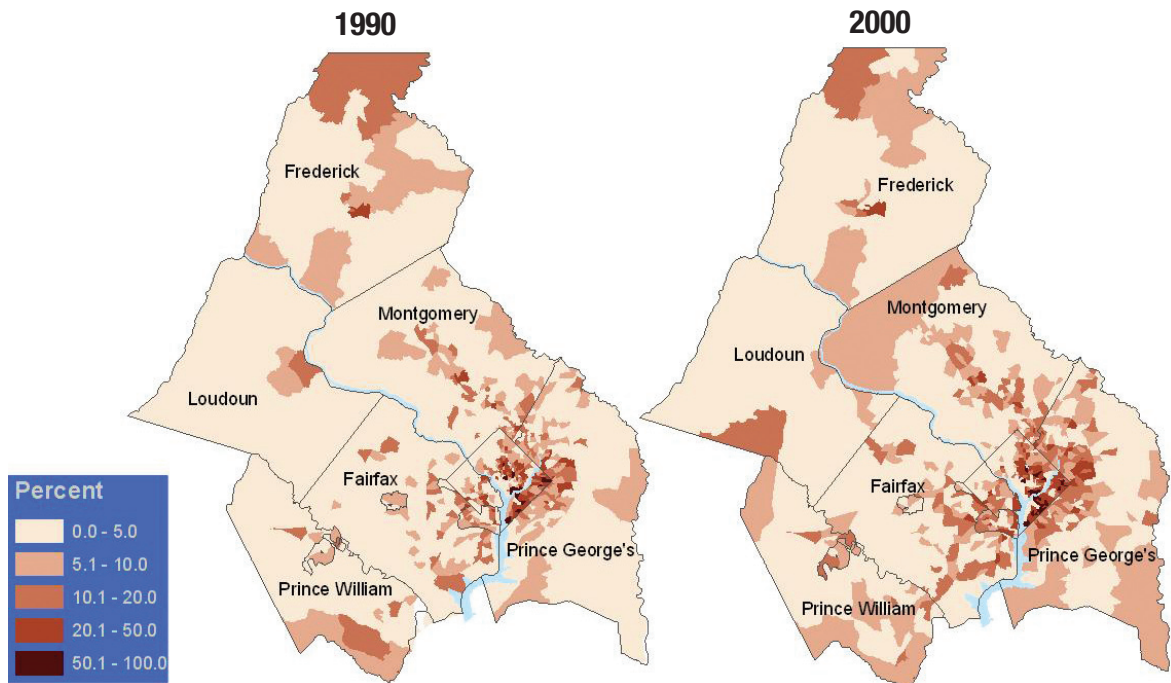 1990
2000
Frederick
Montgomery
Loudoun
Fairfax
Prince George's
Prince William
Frederick
Montgomery
Loudoun
Fairfax
Prince George's
Prince William
Percent
0.0 - 5.0
5.1 - 10.0
10.1 - 20.0
20.1 - 50.0
50.1 - 100.0